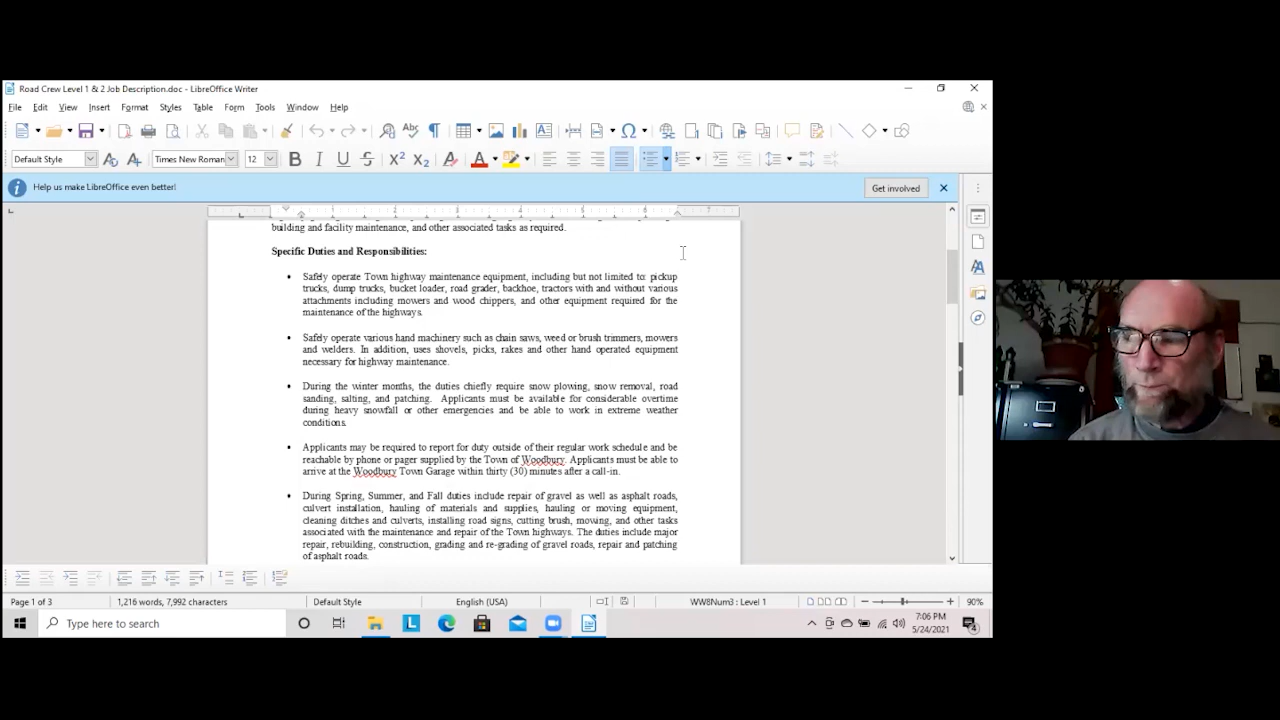 Road Crew Level 1 & 2 Job Description.doc - LibreOffice Writer
File Edit View Insert Format Styles Table Form Tools Window Help
Default Style Times New Roman 12
Help us make LibreOffice even better! Get involved
building and facility maintenance, and other associated tasks as required.
Specific Duties and Responsibilities:
• Safely operate Town highway maintenance equipment, including but not limited to: pickup
trucks, dump trucks, bucket loader, road grader, backhoe, tractors with and without various
attachments including mowers and wood chippers, and other equipment required for the
maintenance of the highways.
• Safely operate various hand machinery such as chain saws, weed or brush trimmers, mowers
and welders. In addition, uses shovels, picks, rakes and other hand operated equipment
necessary for highway maintenance.
• During the winter months, the duties chiefly require snow plowing, snow removal, road
sanding, salting, and patching. Applicants must be available for considerable overtime
during heavy snowfall or other emergencies and be able to work in extreme weather
conditions.
• Applicants may be required to report for duty outside of their regular work schedule and be
reachable by phone or pager supplied by the Town of Woodbury. Applicants must be able to
arrive at the Woodbury Town Garage within thirty (30) minutes after a call-in.
• During Spring, Summer, and Fall duties include repair of gravel as well as asphalt roads,
culvert installation, hauling of materials and supplies, hauling or moving equipment,
cleaning ditches and culverts, installing road signs, cutting brush, mowing, and other tasks
associated with the maintenance and repair of the Town highways. The duties include major
repair, rebuilding, construction, grading and re-grading of gravel roads, repair and patching
of asphalt roads.
Page 1 of 3 1,216 words, 7,992 characters Default Style English (USA) WW8Num3 : Level 1 90%
Type here to search
7:06 PM
5/24/2021